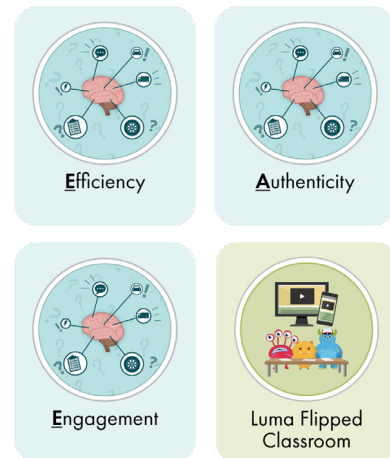 Efficiency
Authenticity
Engagement
Luma Flipped
Classroom